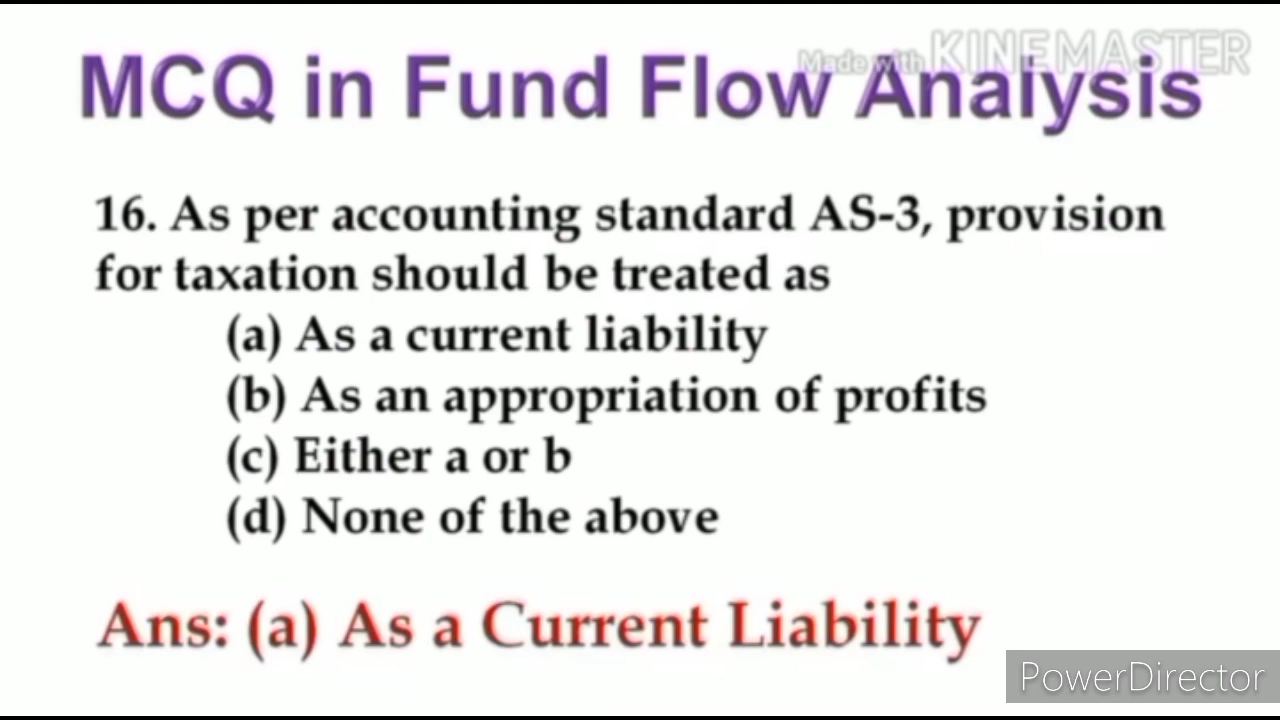 Made with KINEMASTER
MCQ in Fund Flow Analysis
16. As per accounting standard AS-3, provision
for taxation should be treated as
(a) As a current liability
(b) As an appropriation of profits
(c) Either a or b
(d) None of the above
Ans: (a) As a Current Liability
PowerDirector